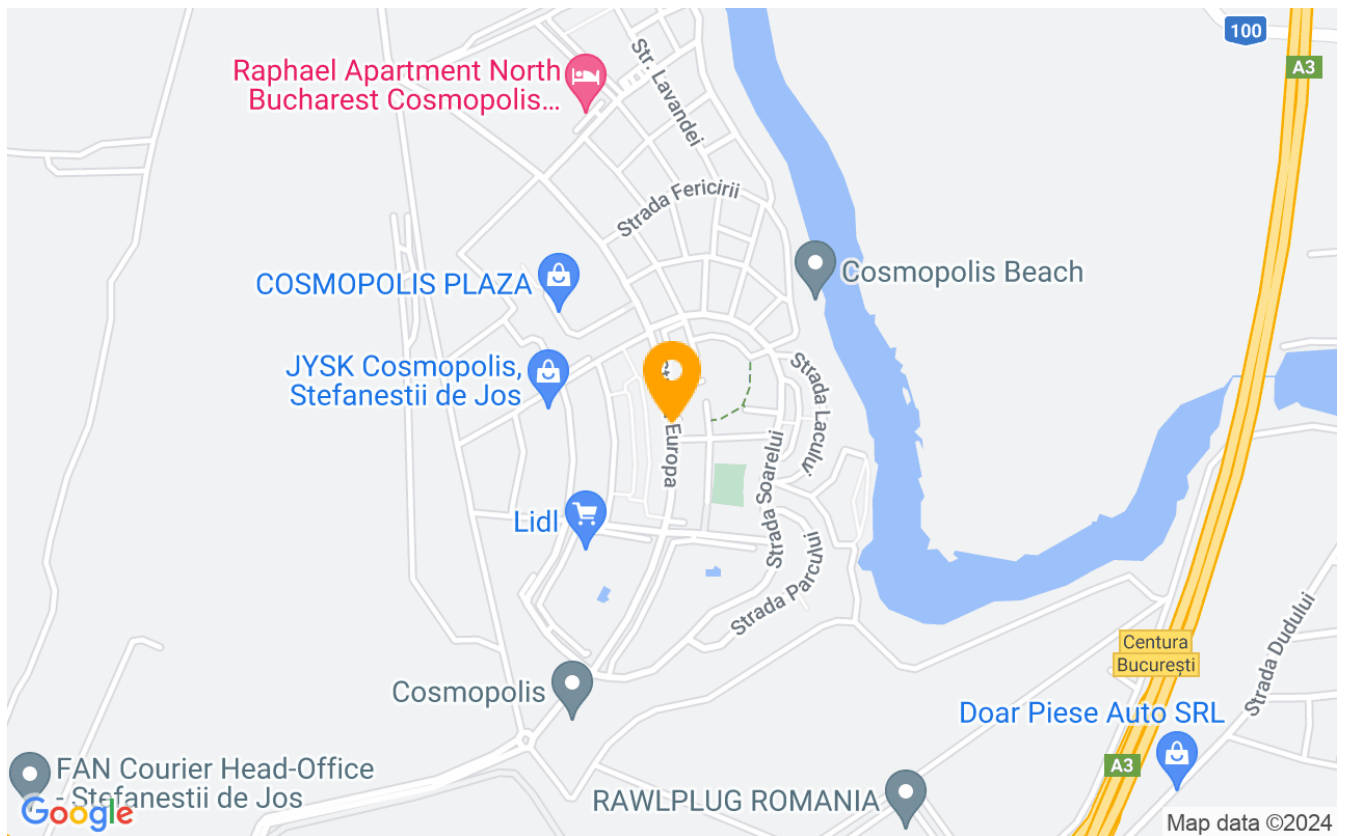 100
A3
Raphael Apartment North
Bucharest Cosmopolis...
Str. Lavandei
Strada Fericirii
COSMOPOLIS PLAZA
Cosmopolis Beach
JYSK Cosmopolis,
Stefanestii de Jos
Europa
Strada Lacului
Strada Soarelui
Lidl
Strada Parcului
Strada Dudului
Centura
București
Cosmopolis
Doar Piese Auto SRL
A3
FAN Courier Head-Office
- Stefanestii de Jos
RAWLPLUG ROMANIA
Google
Map data ©2024